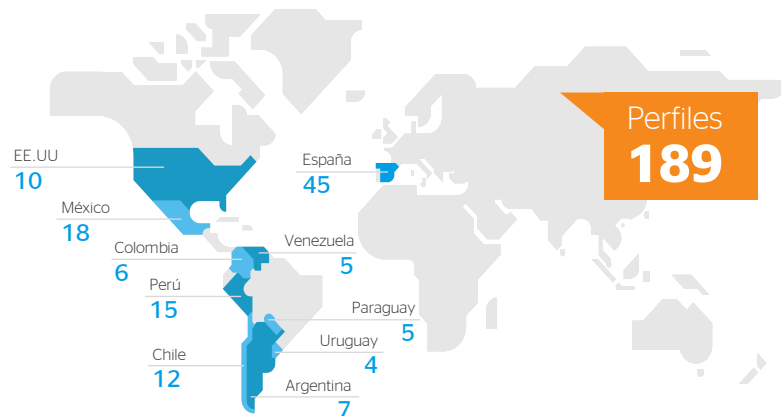 Perfiles
189
EE.UU
10
España
45
México
18
Colombia
6
Venezuela
5
Perú
15
Paraguay
5
Uruguay
4
Chile
12
Argentina
7